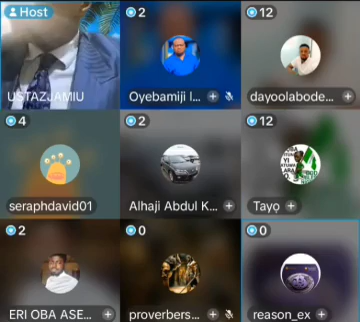 Host
USTAZJAMIU
2
Oyebamiji I...
12
dayoolabode...
4
seraphdavid01
2
Alhaji Abdul K...
12
Tayọ
2
ERI OBA ASE...
0
proverbers...
0
reason_ex